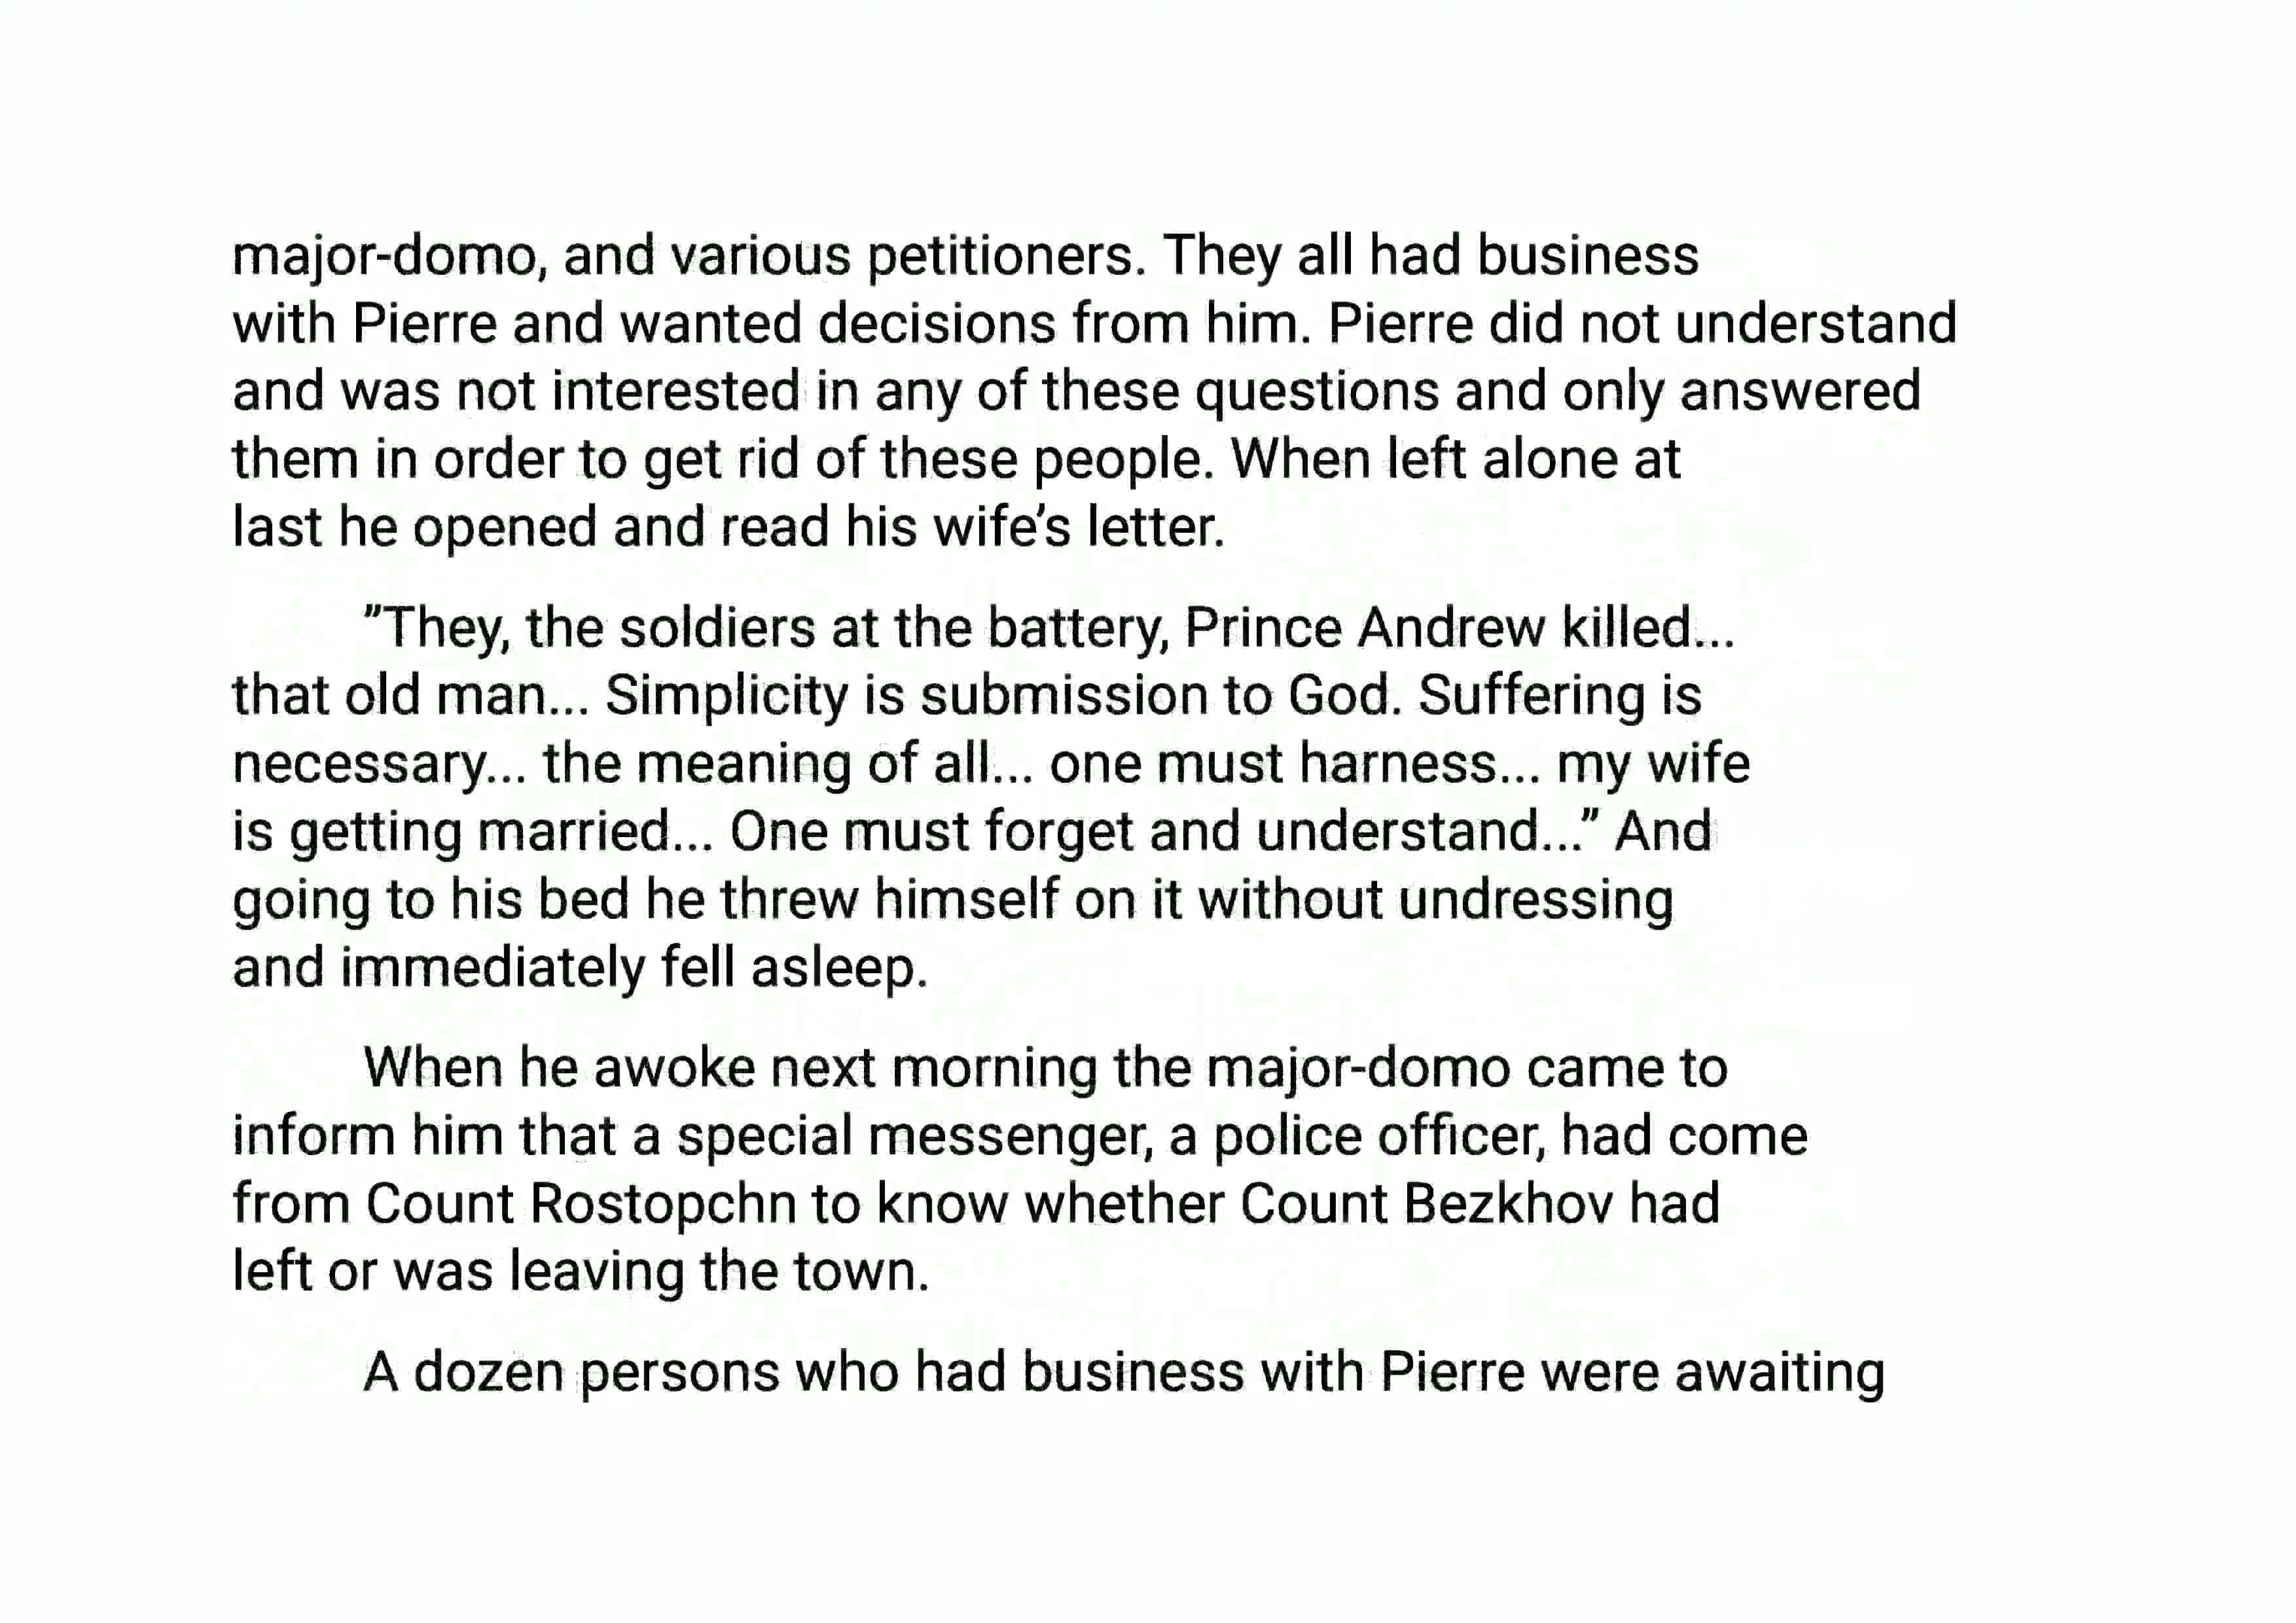 major-domo, and various petitioners. They all had business
with Pierre and wanted decisions from him. Pierre did not understand
and was not interested in any of these questions and only answered
them in order to get rid of these people. When left alone at
last he opened and read his wife’s letter.
”They, the soldiers at the battery, Prince Andrew killed...
that old man... Simplicity is submission to God. Suffering is
necessary... the meaning of all... one must harness... my wife
is getting married... One must forget and understand...” And
going to his bed he threw himself on it without undressing
and immediately fell asleep.
When he awoke next morning the major-domo came to
inform him that a special messenger, a police officer, had come
from Count Rostopchn to know whether Count Bezkhov had
left or was leaving the town.
A dozen persons who had business with Pierre were awaiting